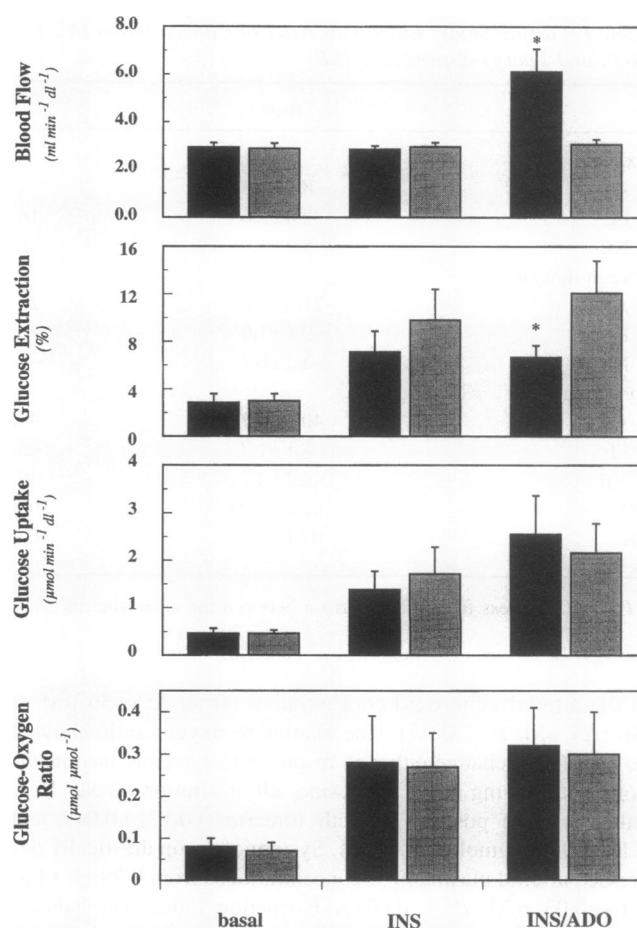 Blood Flow
(ml min -1 dl -1)
8.0
6.0
4.0
2.0
0.0
*
Glucose Extraction
(%)
16
12
8
4
0
*
Glucose Uptake
(µmol min -1 dl -1)
4
3
2
1
0
Glucose-Oxygen
Ratio
(µmol µmol -1)
0.4
0.3
0.2
0.1
0
basal INS INS/ADO